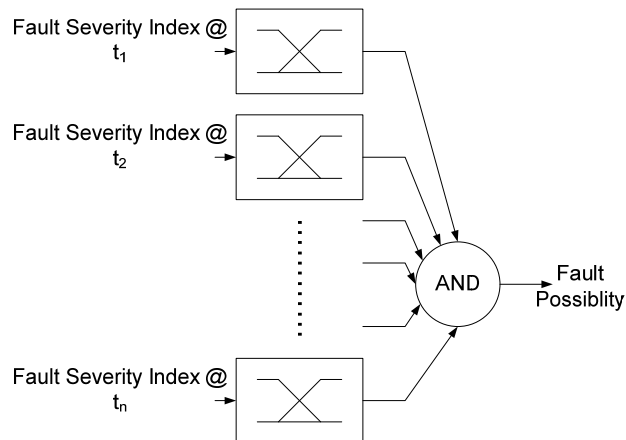 Fault Severity Index @
t₁
Fault Severity Index @
t₂
AND
Fault
Possiblity
Fault Severity Index @
tₙ